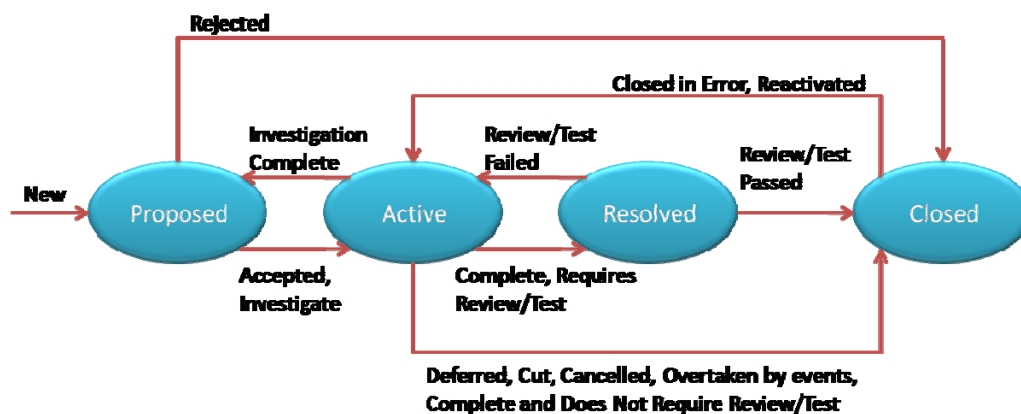 Rejected
Closed in Error, Reactivated
Investigation
Complete
Review/Test
Failed
Review/Test
Passed
New
Proposed
Active
Resolved
Closed
Accepted,
Investigate
Complete, Requires
Review/Test
Deferred, Cut, Cancelled, Overtaken by events,
Complete and Does Not Require Review/Test